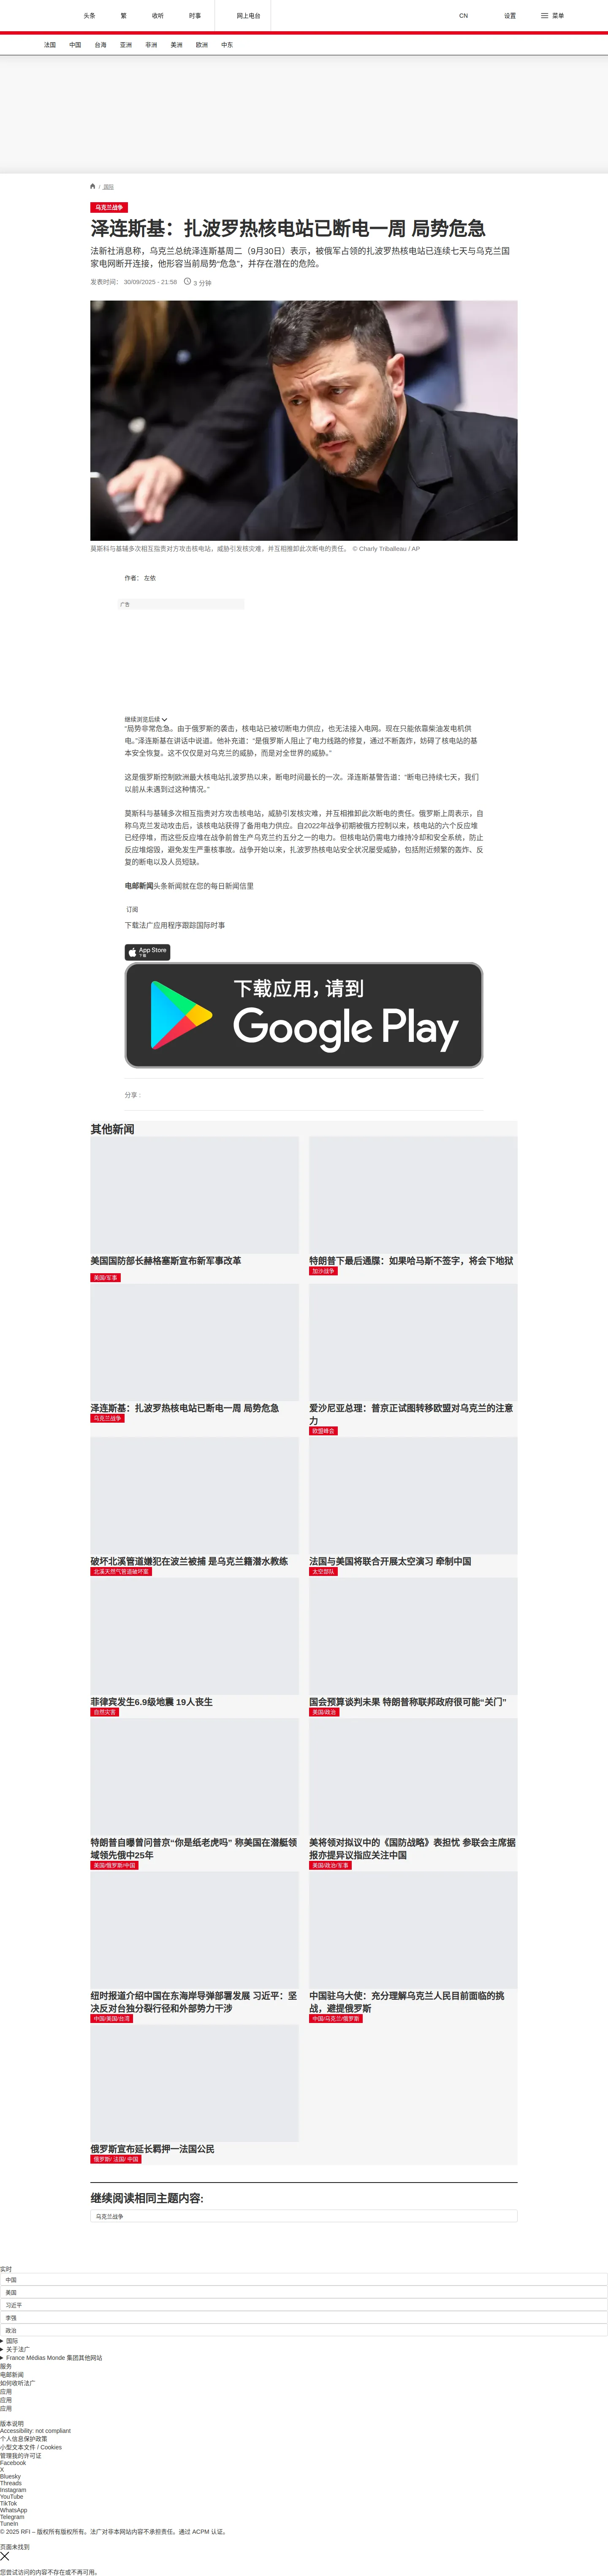 头条
繁
收听
时事
网上电台
CN
设置
菜单
法国
中国
台海
亚洲
非洲
美洲
欧洲
中东
/ 国际
乌克兰战争
泽连斯基：扎波罗热核电站已断电一周 局势危急
法新社消息称，乌克兰总统泽连斯基周二（9月30日）表示，被俄军占领的扎波罗热核电站已连续七天与乌克兰国
家电网断开连接，他形容当前局势“危急”，并存在潜在的危险。
发表时间： 30/09/2025 - 21:58
3 分钟
莫斯科与基辅多次相互指责对方攻击核电站，威胁引发核灾难，并互相推卸此次断电的责任。 © Charly Triballeau / AP
作者： 左依
广告
继续浏览后续
“局势非常危急。由于俄罗斯的袭击，核电站已被切断电力供应，也无法接入电网。现在只能依靠柴油发电机供
电。”泽连斯基在讲话中说道。他补充道：“是俄罗斯人阻止了电力线路的修复，通过不断轰炸，妨碍了核电站的基
本安全恢复。这不仅仅是对乌克兰的威胁，而是对全世界的威胁。”
这是俄罗斯控制欧洲最大核电站扎波罗热以来，断电时间最长的一次。泽连斯基警告道：“断电已持续七天，我们
以前从未遇到过这种情况。”
莫斯科与基辅多次相互指责对方攻击核电站，威胁引发核灾难，并互相推卸此次断电的责任。俄罗斯上周表示，自
称乌克兰发动攻击后，该核电站获得了备用电力供应。自2022年战争初期被俄方控制以来，核电站的六个反应堆
已经停堆，而这些反应堆在战争前曾生产乌克兰约五分之一的电力。但核电站仍需电力维持冷却和安全系统，防止
反应堆熔毁，避免发生严重核事故。战争开始以来，扎波罗热核电站安全状况屡受威胁，包括附近频繁的轰炸、反
复的断电以及人员短缺。
电邮新闻头条新闻就在您的每日新闻信里
订阅
下载法广应用程序跟踪国际时事
App Store
下载
下载应用，请到
Google Play
分享 :
其他新闻
美国国防部长赫格塞斯宣布新军事改革
美国/军事
特朗普下最后通牒：如果哈马斯不签字，将会下地狱
加沙战争
泽连斯基：扎波罗热核电站已断电一周 局势危急
乌克兰战争
爱沙尼亚总理：普京正试图转移欧盟对乌克兰的注意
力
欧盟峰会
破坏北溪管道嫌犯在波兰被捕 是乌克兰籍潜水教练
北溪天然气管道破坏案
法国与美国将联合开展太空演习 牵制中国
太空部队
菲律宾发生6.9级地震 19人丧生
自然灾害
国会预算谈判未果 特朗普称联邦政府很可能“关门”
美国/政治
特朗普自曝曾问普京“你是纸老虎吗” 称美国在潜艇领
域领先俄中25年
美国/俄罗斯/中国
美将领对拟议中的《国防战略》表担忧 参联会主席据
报亦提异议指应关注中国
美国/政治/军事
纽时报道介绍中国在东海岸导弹部署发展 习近平：坚
决反对台独分裂行径和外部势力干涉
中国/美国/台湾
中国驻乌大使：充分理解乌克兰人民目前面临的挑
战，避提俄罗斯
中国/乌克兰/俄罗斯
俄罗斯宣布延长羁押一法国公民
俄罗斯/ 法国/ 中国
继续阅读相同主题内容:
乌克兰战争
实时
中国
美国
习近平
李强
政治
国际
关于法广
France Médias Monde 集团其他网站
服务
电邮新闻
如何收听法广
应用
应用
应用
版本说明
Accessibility: not compliant
个人信息保护政策
小型文本文件 / Cookies
管理我的许可证
Facebook
X
Bluesky
Threads
Instagram
YouTube
TikTok
WhatsApp
Telegram
TuneIn
© 2025 RFI – 版权所有版权所有。法广对非本网站内容不承担责任。通过 ACPM 认证。
页面未找到
您尝试访问的内容不存在或不再可用。